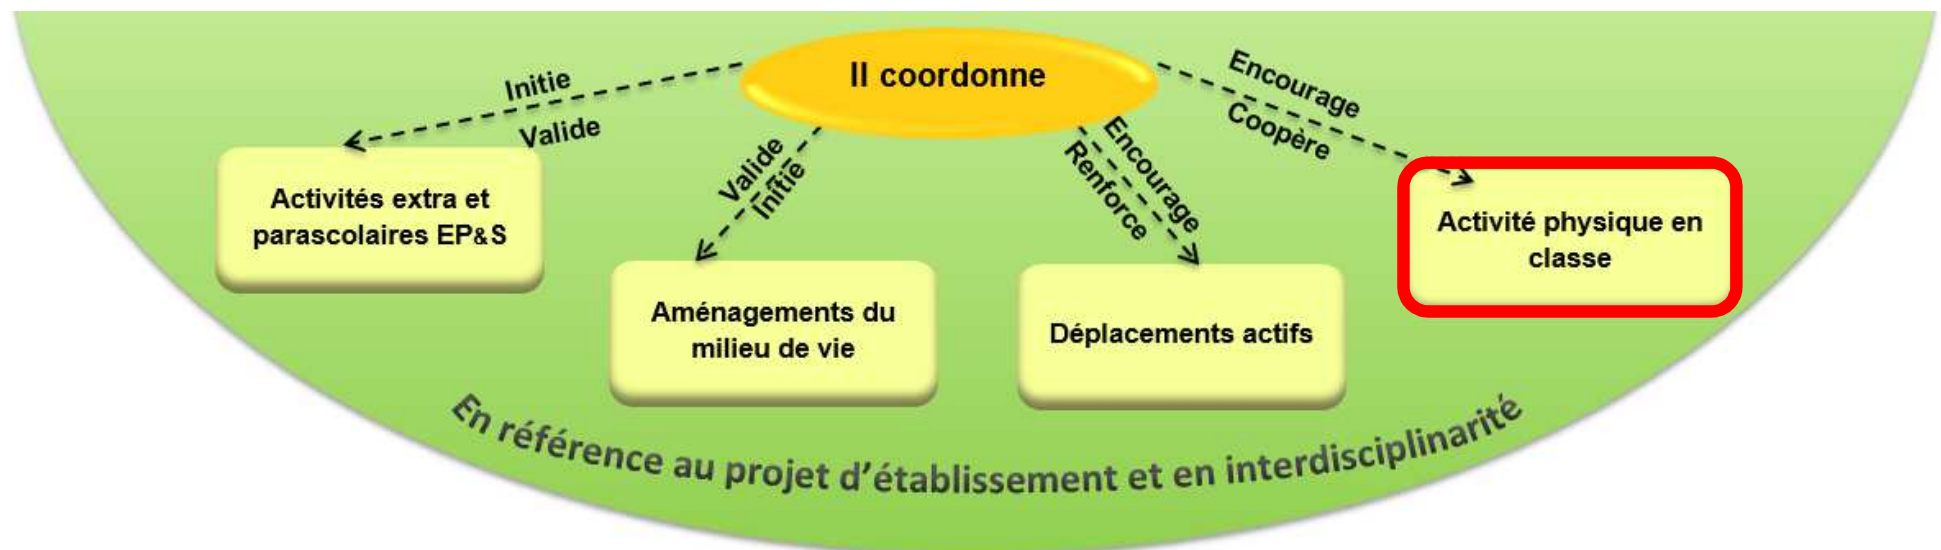 Il coordonne
Initie
Valide
Valide
Initie
Encourage
Renforce
Encourage
Coopère
Activités extra et
parascolaires EP&S
Aménagements du
milieu de vie
Déplacements actifs
Activité physique en
classe
En référence au projet d'établissement et en interdisciplinarité